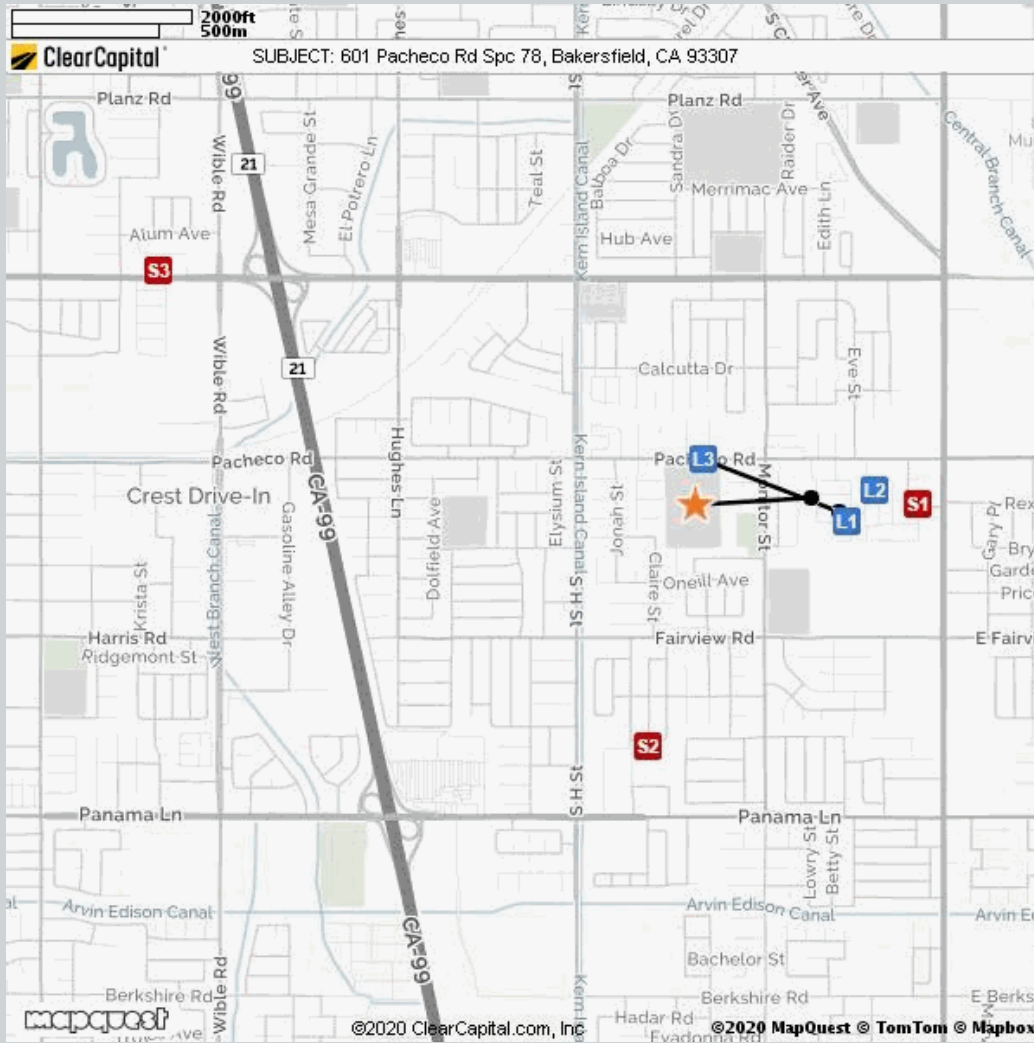 2000ft
500m
ClearCapital
SUBJECT: 601 Pacheco Rd Spc 78, Bakersfield, CA 93307
99
Planz Rd
Planz Rd
Central Branch Canal
21
Wible Rd
Mesa Grande St
El Potrero Ln
Teal St
Kern Island Canal
Balboa Dr
Sandra Dr
Raider Dr
Merrimac Ave
Edith Ln
Alum Ave
Hub Ave
S3
21
Wible Rd
Calcutta Dr
Eve St
Pacheco Rd
Hughes Ln
Kern Island Canal
Pacheco Rd
L3
Monitor St
Crest Drive-In
CA-99
L2
S1
L1
Gasoline Alley Dr
Dolfield Ave
Elysium St
Jonah St
Gary Pl
Krista St
West Branch Canal
Claire St
Oneill Ave
S H St
Harris Rd
Ridgemont St
Fairview Rd
E Fairv
S2
S H St
Panama Ln
Panama Ln
Lowry St
Betty St
Arvin Edison Canal
Arvin Edison Canal
CA-99
Bachelor St
Berkshire Rd
Wible Rd
Berkshire Rd
E Berks
Hadar Rd
Evadonna Rd
mapquest
©2020 ClearCapital.com, Inc
©2020 MapQuest © TomTom © Mapbox